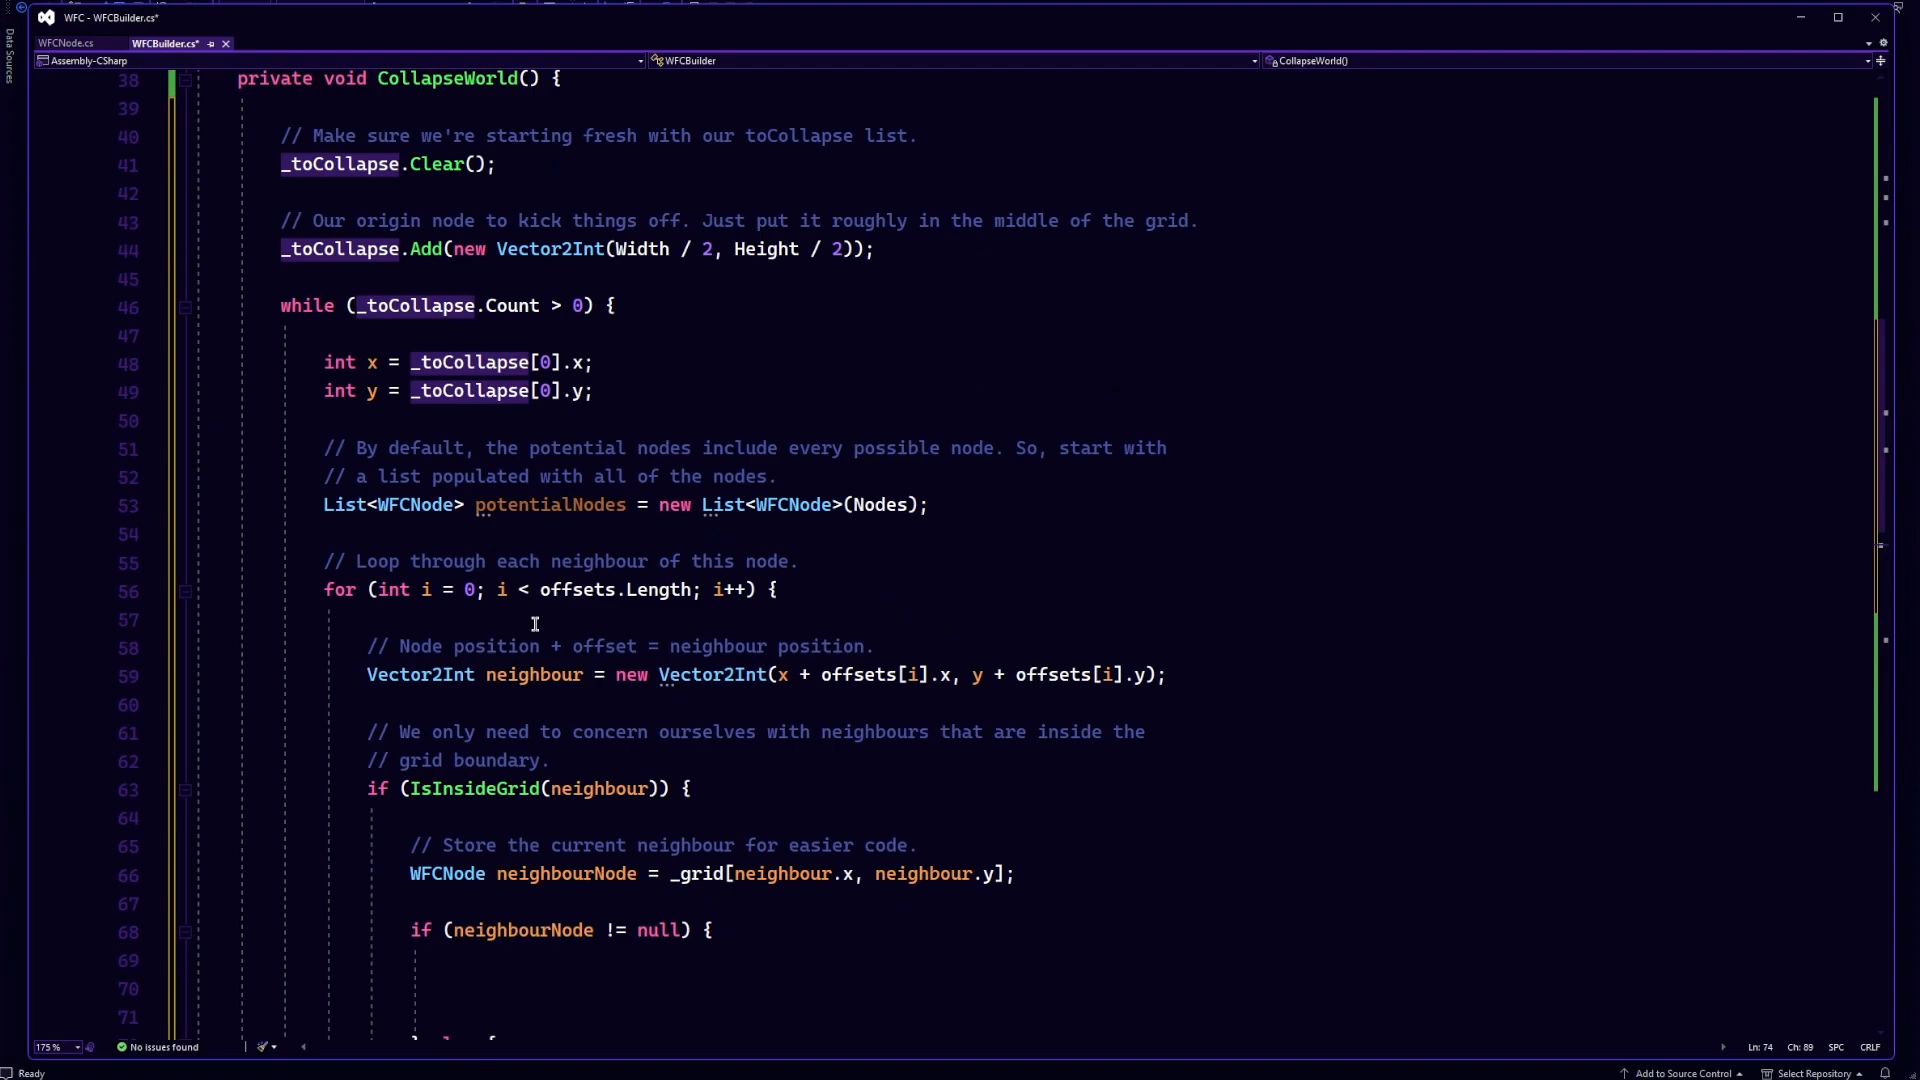 WFC - WFCBuilder.cs*
Data Sources
WFCNode.cs WFCBuilder.cs*
Assembly-CSharp WFCBuilder CollapseWorld()
38 private void CollapseWorld() {
39
40 // Make sure we're starting fresh with our toCollapse list.
41 _toCollapse.Clear();
42
43 // Our origin node to kick things off. Just put it roughly in the middle of the grid.
44 _toCollapse.Add(new Vector2Int(Width / 2, Height / 2));
45
46 while (_toCollapse.Count > 0) {
47
48 int x = _toCollapse[0].x;
49 int y = _toCollapse[0].y;
50
51 // By default, the potential nodes include every possible node. So, start with
52 // a list populated with all of the nodes.
53 List<WFCNode> potentialNodes = new List<WFCNode>(Nodes);
54
55 // Loop through each neighbour of this node.
56 for (int i = 0; i < offsets.Length; i++) {
57
58 // Node position + offset = neighbour position.
59 Vector2Int neighbour = new Vector2Int(x + offsets[i].x, y + offsets[i].y);
60
61 // We only need to concern ourselves with neighbours that are inside the
62 // grid boundary.
63 if (IsInsideGrid(neighbour)) {
64
65 // Store the current neighbour for easier code.
66 WFCNode neighbourNode = _grid[neighbour.x, neighbour.y];
67
68 if (neighbourNode != null) {
69
70
71
175 % No issues found Ln: 74 Ch: 89 SPC CRLF
Ready Add to Source Control Select Repository